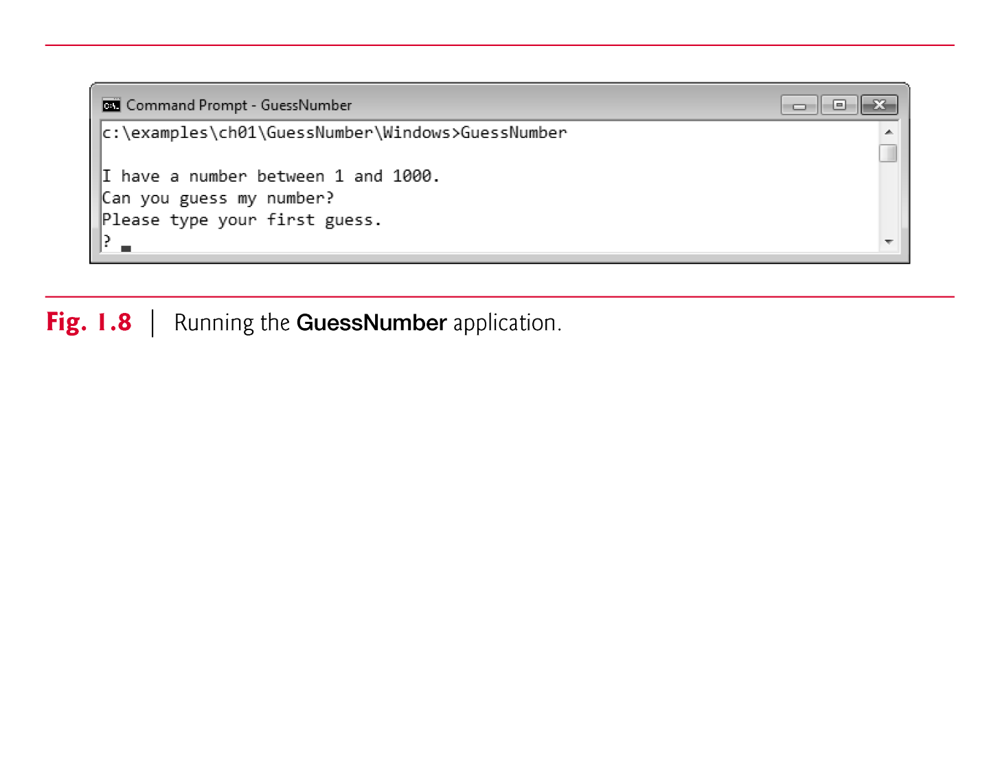 Command Prompt - GuessNumber
c:\examples\ch01\GuessNumber\Windows>GuessNumber
I have a number between 1 and 1000.
Can you guess my number?
Please type your first guess.
? _
Fig. 1.8 | Running the GuessNumber application.